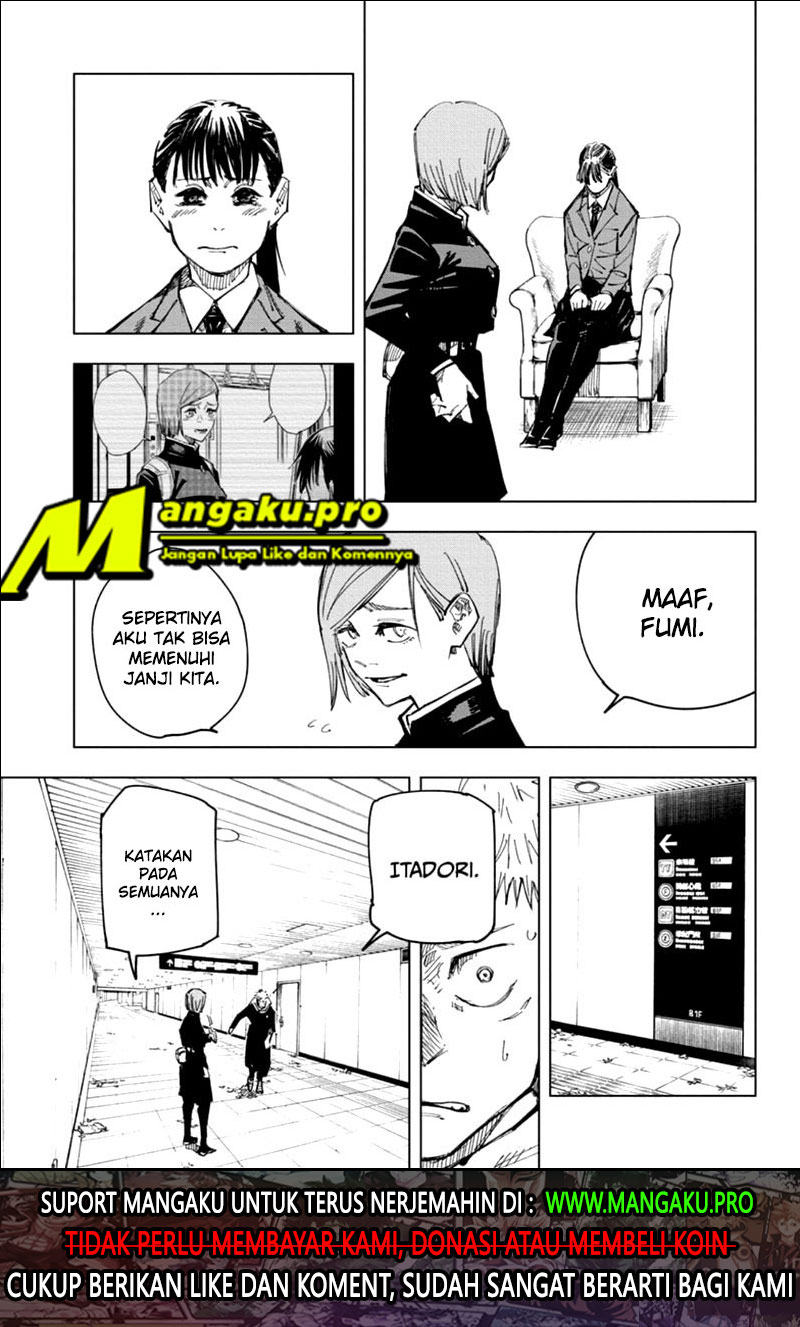 Mangaku.pro
Jangan Lupa Like dan Komennya
MAAF,
FUMI.
SEPERTINYA
AKU TAK BISA
MEMENUHI
JANJI KITA.
B1F
ITADORI.
KATAKAN
PADA
SEMUANYA
...
SUPORT MANGAKU UNTUK TERUS NERJEMAHIN DI : WWW.MANGAKU.PRO
TIDAK PERLU MEMBAYAR KAMI, DONASI ATAU MEMBELI KOIN
CUKUP BERIKAN LIKE DAN KOMENT, SUDAH SANGAT BERARTI BAGI KAMI